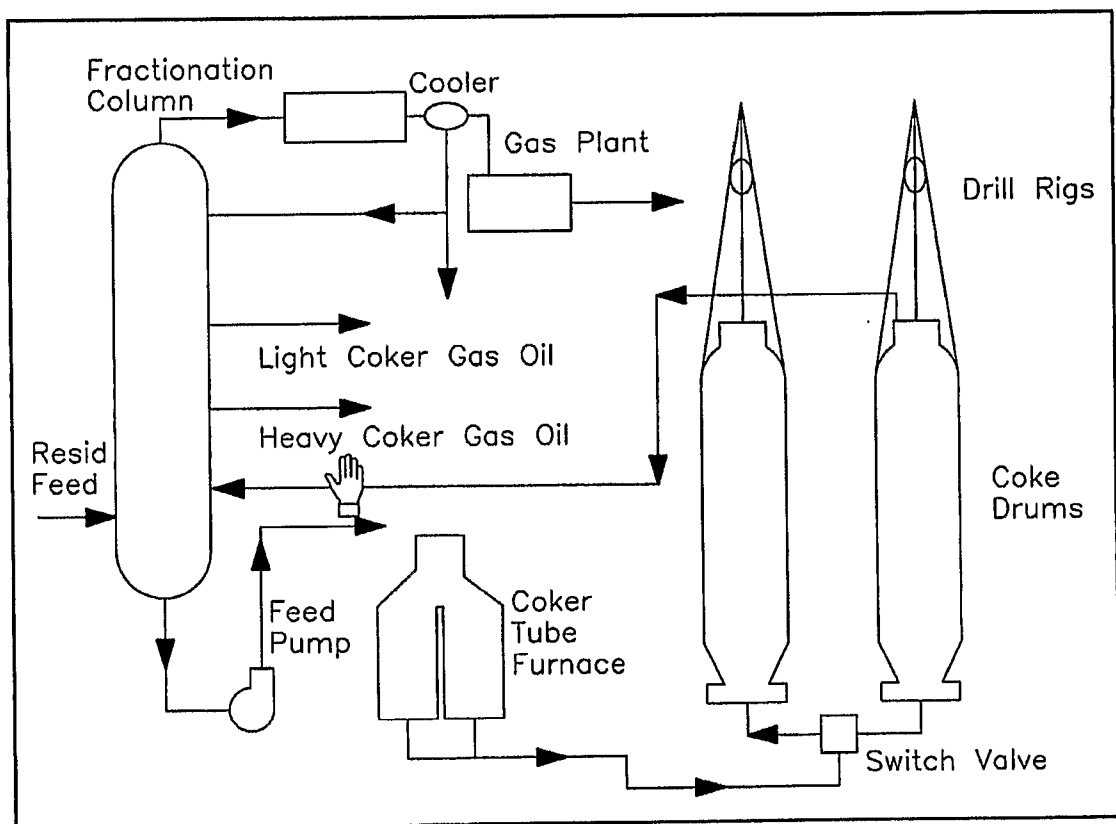 Fractionation
Column
Cooler
Gas Plant
Drill Rigs
Light Coker Gas Oil
Heavy Coker Gas Oil
Resid
Feed
Coke
Drums
Feed
Pump
Coker
Tube
Furnace
Switch Valve